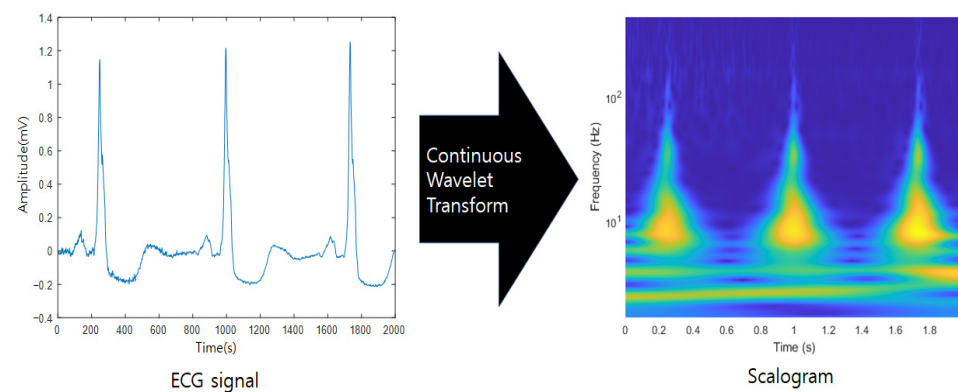 1.4
1.2
1
0.8
0.6
0.4
0.2
0
-0.2
-0.4
Amplitude(mV)
0 200 400 600 800 1000 1200 1400 1600 1800 2000
Time(s)
ECG signal
Continuous
Wavelet
Transform
10²
10¹
Frequency (Hz)
0 0.2 0.4 0.6 0.8 1 1.2 1.4 1.6 1.8
Time (s)
Scalogram